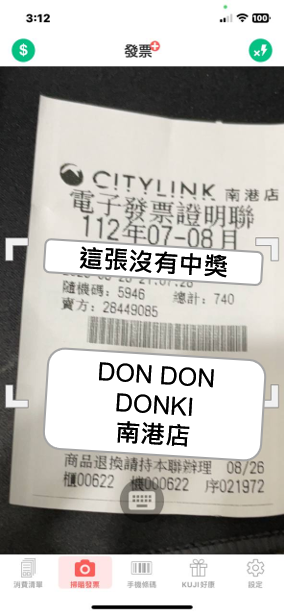 3:12
100
發票
CITYLINK 南港店
電子發票證明聯
112年07-08月
這張沒有中獎
隨機碼: 5946 總計: 740
賣方: 28449085
DON DON
DONKI
南港店
商品退換請持本聯辦理 08/26
櫃00622 機000622 序021972
消費清單
掃瞄發票
手機條碼
KUJI好康
設定